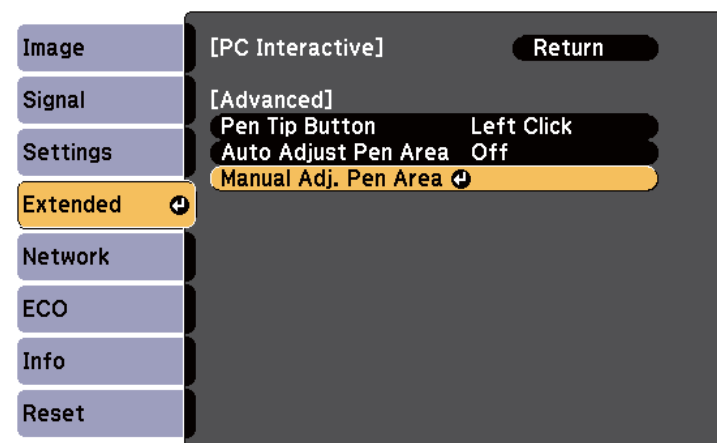 Image
Signal
Settings
Extended
Network
ECO
Info
Reset
[PC Interactive] Return
[Advanced]
Pen Tip Button Left Click
Auto Adjust Pen Area Off
Manual Adj. Pen Area